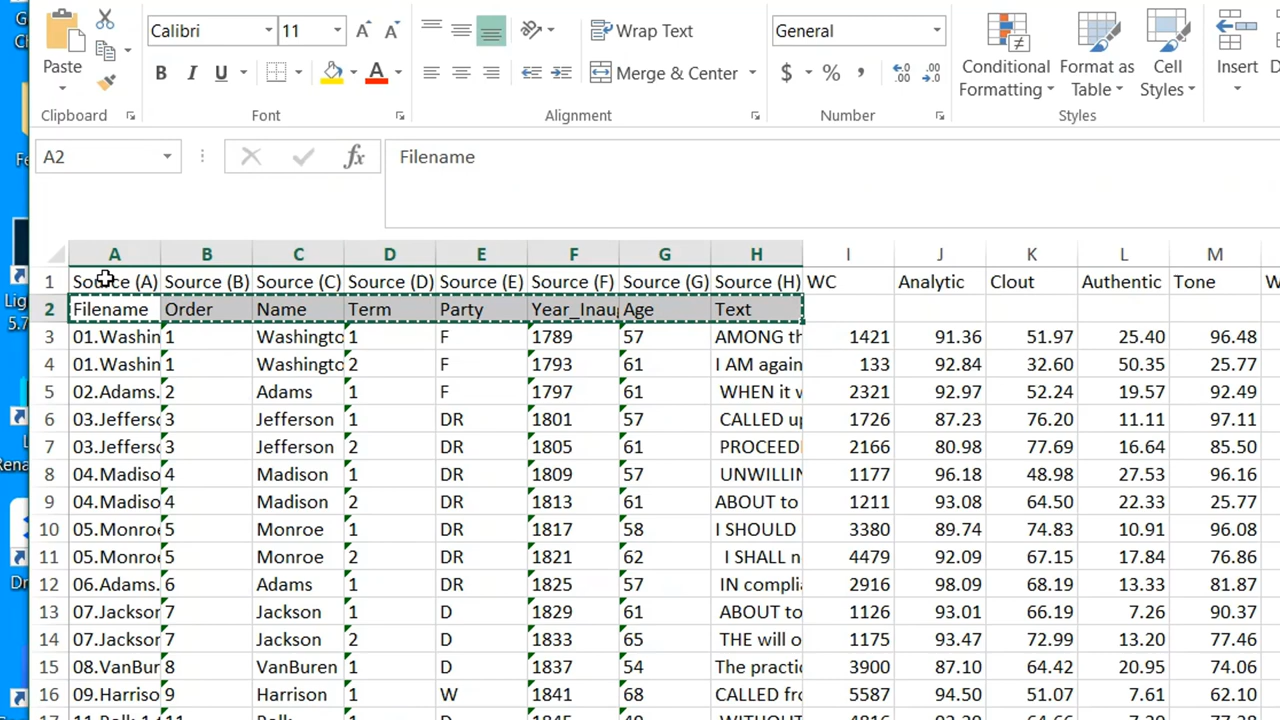 Calibri 11 Wrap Text General
Paste B I U A Merge & Center $ % Conditional Formatting Format as Table Cell Styles Insert
Clipboard Font Alignment Number Styles
A2 fx Filename
A B C D E F G H I J K L M
1 Source (A) Source (B) Source (C) Source (D) Source (E) Source (F) Source (G) Source (H) WC Analytic Clout Authentic Tone W
2 Filename Order Name Term Party Year_Inau Age Text
3 01.Washin 1 Washingto 1 F 1789 57 AMONG th 1421 91.36 51.97 25.40 96.48
4 01.Washin 1 Washingto 2 F 1793 61 I AM again 133 92.84 32.60 50.35 25.77
5 02.Adams. 2 Adams 1 F 1797 61 WHEN it w 2321 92.97 52.24 19.57 92.49
6 03.Jefferso 3 Jefferson 1 DR 1801 57 CALLED up 1726 87.23 76.20 11.11 97.11
7 03.Jefferso 3 Jefferson 2 DR 1805 61 PROCEEDI 2166 80.98 77.69 16.64 85.50
8 04.Madiso 4 Madison 1 DR 1809 57 UNWILLIN 1177 96.18 48.98 27.53 96.16
9 04.Madiso 4 Madison 2 DR 1813 61 ABOUT to 1211 93.08 64.50 22.33 25.77
10 05.Monroe 5 Monroe 1 DR 1817 58 I SHOULD 3380 89.74 74.83 10.91 96.08
11 05.Monroe 5 Monroe 2 DR 1821 62 I SHALL n 4479 92.09 67.15 17.84 76.86
12 06.Adams. 6 Adams 1 DR 1825 57 IN complia 2916 98.09 68.19 13.33 81.87
13 07.Jackson 7 Jackson 1 D 1829 61 ABOUT to 1126 93.01 66.19 7.26 90.37
14 07.Jackson 7 Jackson 2 D 1833 65 THE will o 1175 93.47 72.99 13.20 77.46
15 08.VanBur 8 VanBuren 1 D 1837 54 The practic 3900 87.10 64.42 20.95 74.06
16 09.Harriso 9 Harrison 1 W 1841 68 CALLED fro 5587 94.50 51.07 7.61 62.10